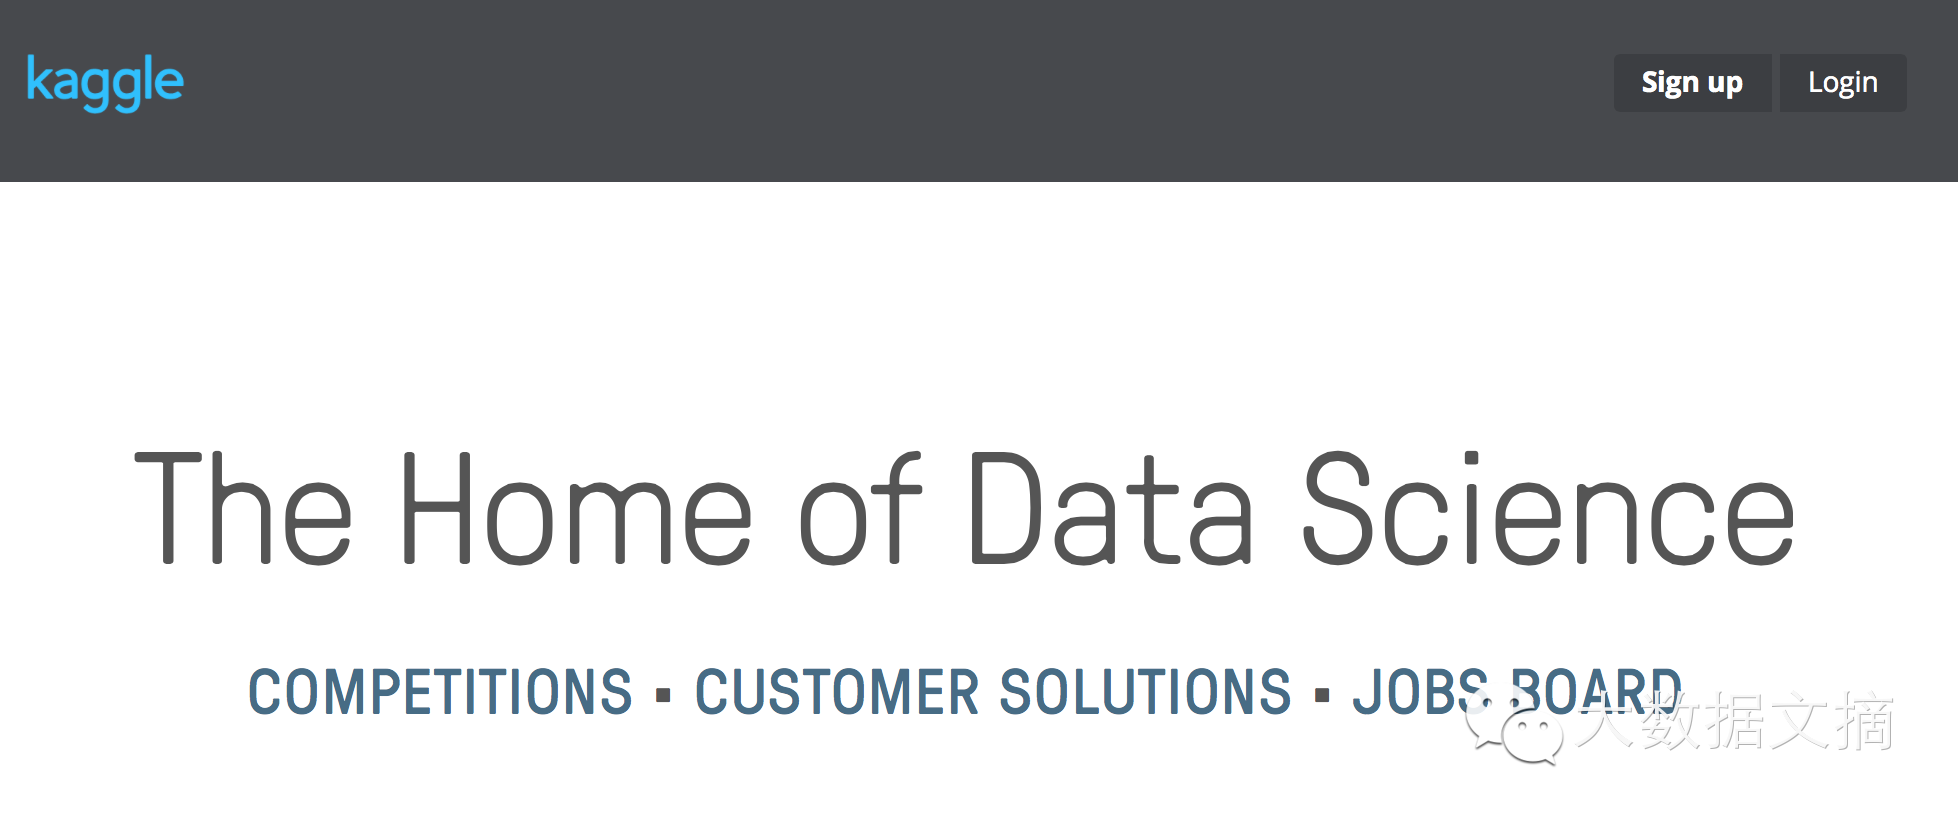 kaggle
Sign up
Login
The Home of Data Science
COMPETITIONS ▪ CUSTOMER SOLUTIONS ▪ JOBS BOARD
大数据文摘